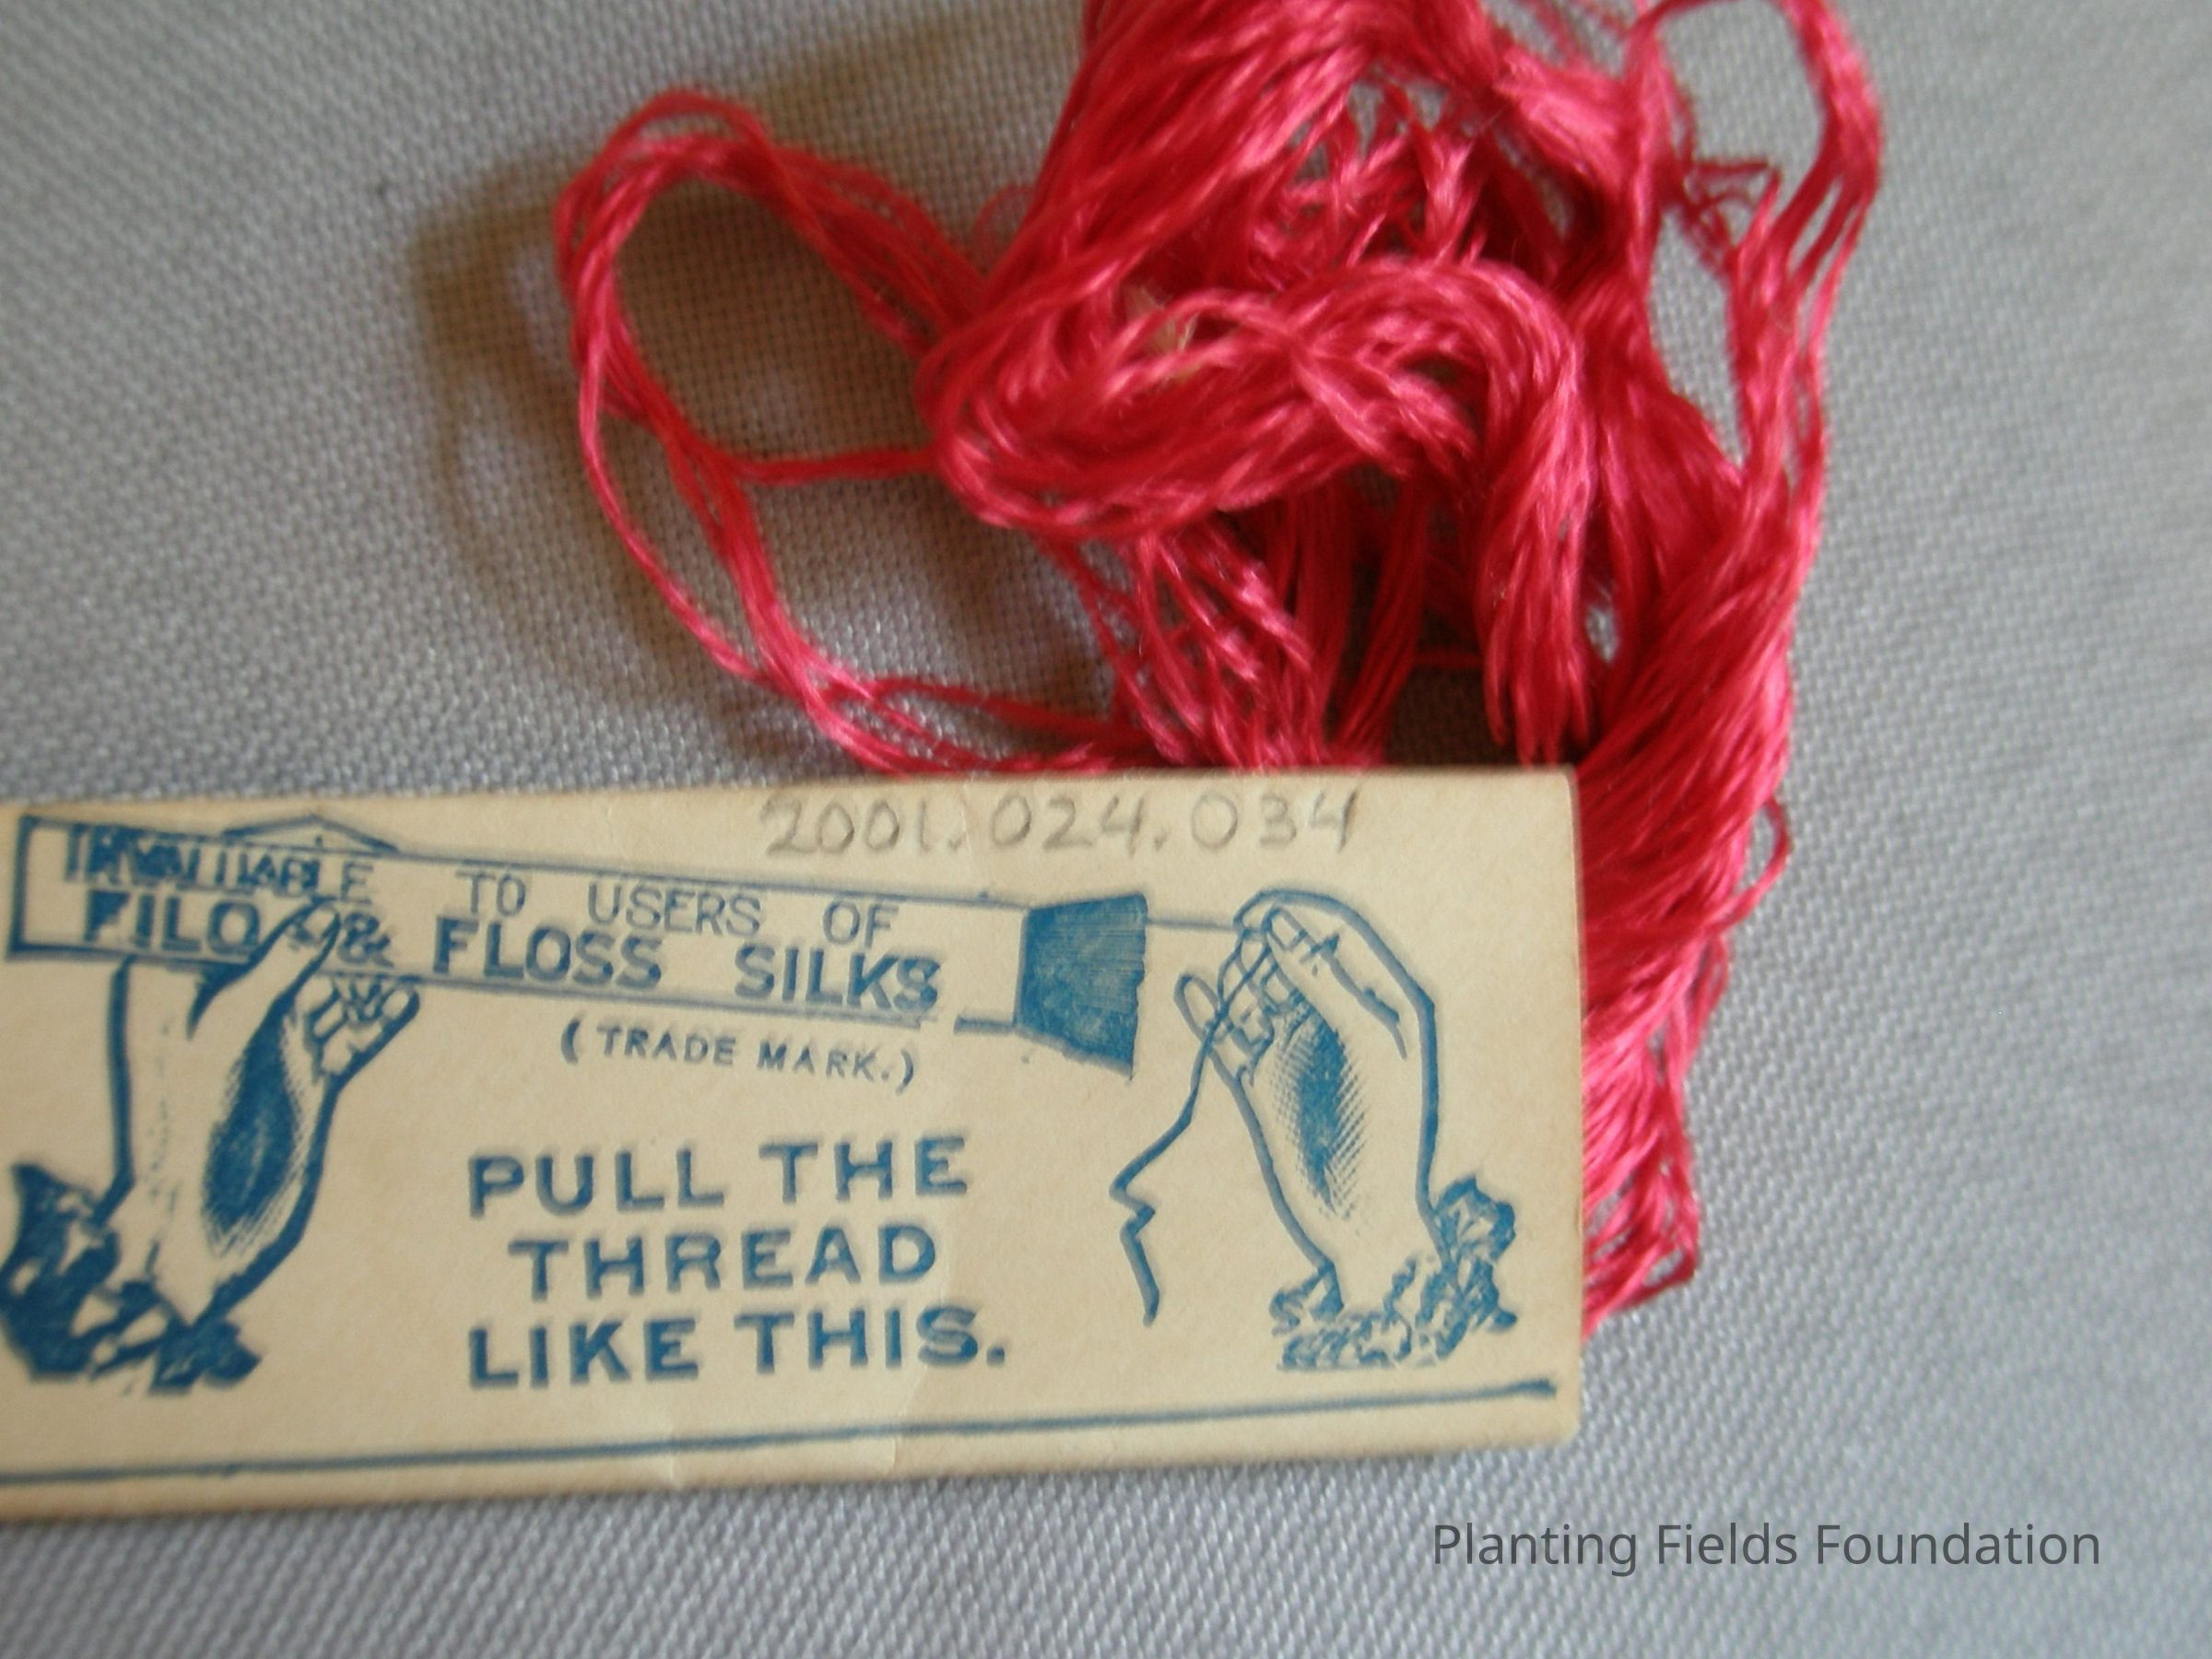 2001.024.034
INVALUABLE TO USERS OF
FILO & FLOSS SILKS
(TRADE MARK.)
PULL THE
THREAD
LIKE THIS.
Planting Fields Foundation